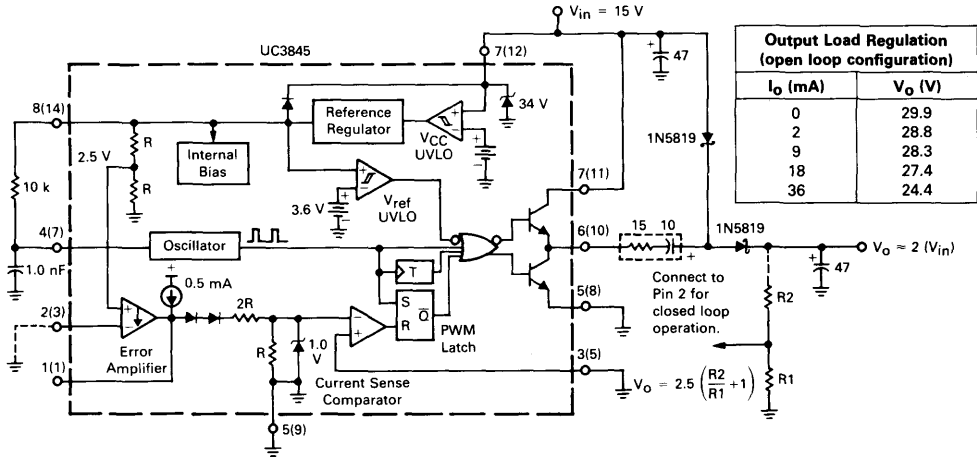 V_in = 15 V
47
UC3845
7(12)
34 V
Reference
Regulator
V_CC
UVLO
8(14)
2.5 V
R
R
Internal
Bias
10 k
3.6 V
V_ref
UVLO
7(11)
1N5819
4(7)
Oscillator
6(10)
15
10
1N5819
V_O ≈ 2 (V_in)
47
1.0 nF
0.5 mA
T
Connect to
Pin 2 for
closed loop
operation.
5(8)
R2
2(3)
Error
Amplifier
2R
R
1.0
V
S
R
Q̅
PWM
Latch
Current Sense
Comparator
3(5)
1(1)
5(9)
V_O = 2.5 (R2/R1 + 1)
R1
Output Load Regulation
(open loop configuration)
I_O (mA) V_O (V)
0 29.9
2 28.8
9 28.3
18 27.4
36 24.4